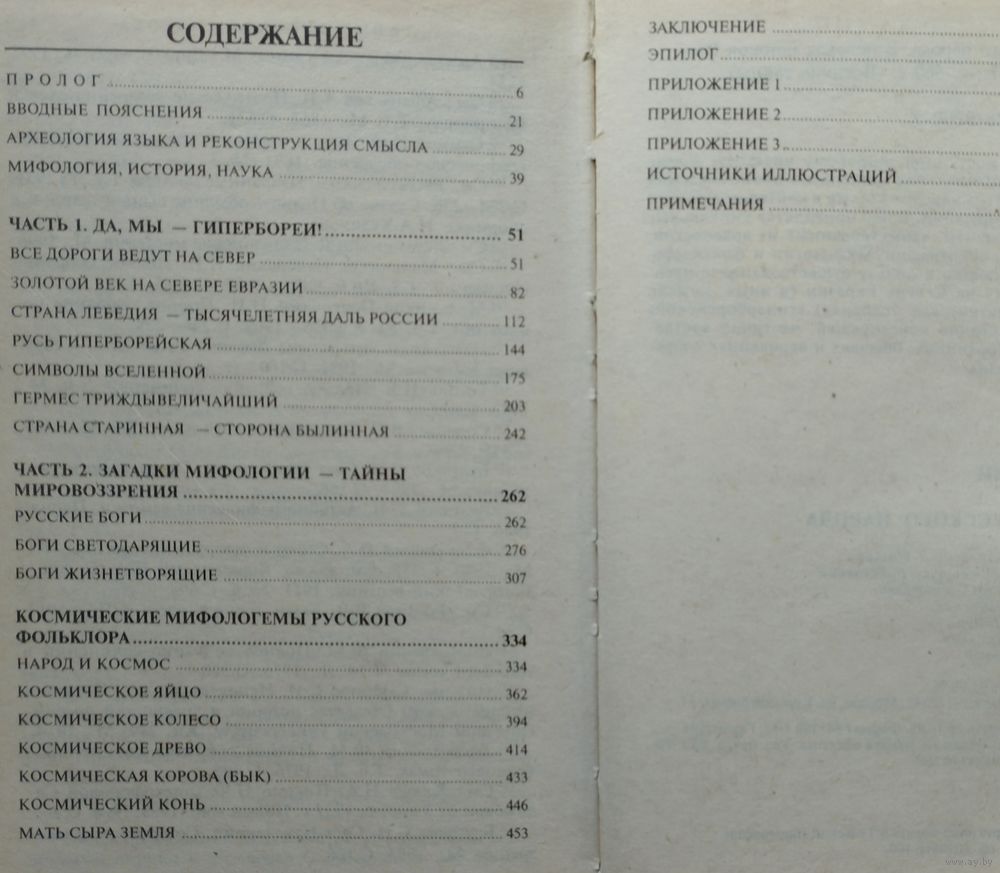 СОДЕРЖАНИЕ
ПРОЛОГ 6
ВВОДНЫЕ ПОЯСНЕНИЯ 21
АРХЕОЛОГИЯ ЯЗЫКА И РЕКОНСТРУКЦИЯ СМЫСЛА 29
МИФОЛОГИЯ, ИСТОРИЯ, НАУКА 39
ЧАСТЬ 1. ДА, МЫ — ГИПЕРБОРЕИ! 51
ВСЕ ДОРОГИ ВЕДУТ НА СЕВЕР 51
ЗОЛОТОЙ ВЕК НА СЕВЕРЕ ЕВРАЗИИ 82
СТРАНА ЛЕБЕДИЯ — ТЫСЯЧЕЛЕТНЯЯ ДАЛЬ РОССИИ 112
РУСЬ ГИПЕРБОРЕЙСКАЯ 144
СИМВОЛЫ ВСЕЛЕННОЙ 175
ГЕРМЕС ТРИЖДЫВЕЛИЧАЙШИЙ 203
СТРАНА СТАРИННАЯ — СТОРОНА БЫЛИННАЯ 242
ЧАСТЬ 2. ЗАГАДКИ МИФОЛОГИИ — ТАЙНЫ
МИРОВОЗЗРЕНИЯ 262
РУССКИЕ БОГИ 262
БОГИ СВЕТОДАРЯЩИЕ 276
БОГИ ЖИЗНЕТВОРЯЩИЕ 307
КОСМИЧЕСКИЕ МИФОЛОГЕМЫ РУССКОГО
ФОЛЬКЛОРА 334
НАРОД И КОСМОС 334
КОСМИЧЕСКОЕ ЯЙЦО 362
КОСМИЧЕСКОЕ КОЛЕСО 394
КОСМИЧЕСКОЕ ДРЕВО 414
КОСМИЧЕСКАЯ КОРОВА (БЫК) 433
КОСМИЧЕСКИЙ КОНЬ 446
МАТЬ СЫРА ЗЕМЛЯ 453
ЗАКЛЮЧЕНИЕ
ЭПИЛОГ
ПРИЛОЖЕНИЕ 1
ПРИЛОЖЕНИЕ 2
ПРИЛОЖЕНИЕ 3
ИСТОЧНИКИ ИЛЛЮСТРАЦИЙ
ПРИМЕЧАНИЯ
www.ay.by